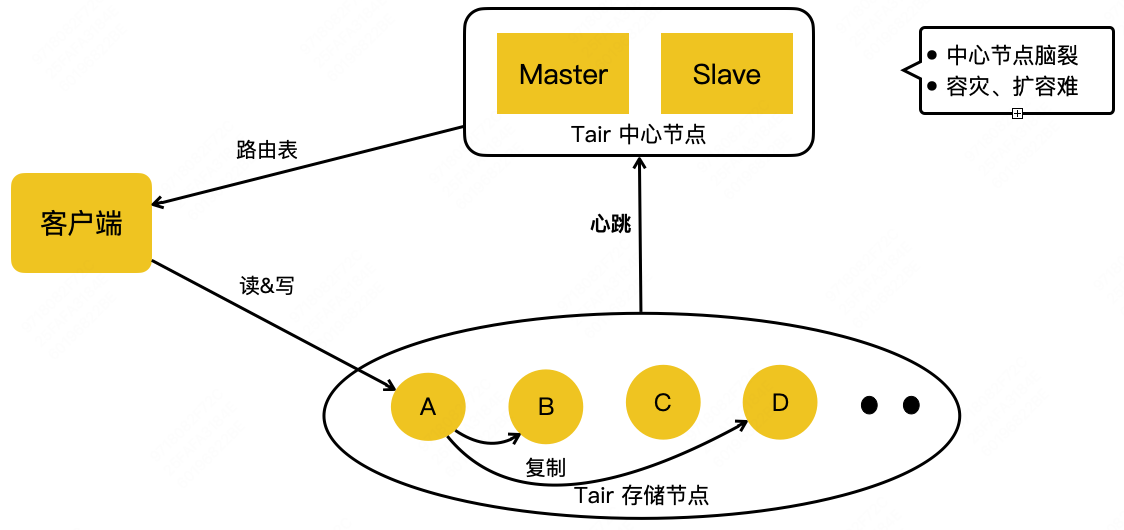 Master
Slave
Tair 中心节点
• 中心节点脑裂
• 容灾、扩容难
路由表
客户端
心跳
读&写
A
B
C
D
复制
Tair 存储节点